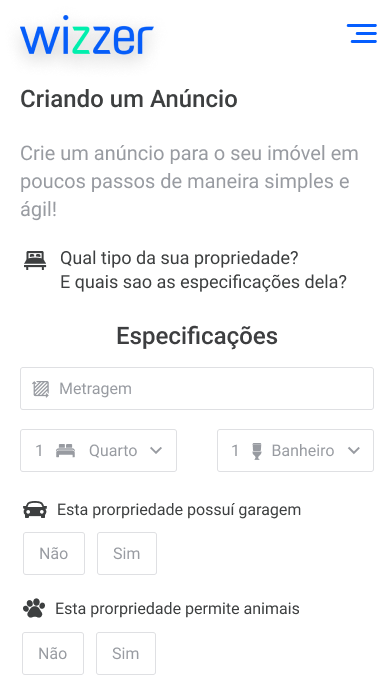 wizzer
Criando um Anúncio
Crie um anúncio para o seu imóvel em
poucos passos de maneira simples e
ágil!
Qual tipo da sua propriedade?
E quais sao as especificações dela?
Especificações
Metragem
1 Quarto
1 Banheiro
Esta prorpriedade possuí garagem
Não Sim
Esta prorpriedade permite animais
Não Sim